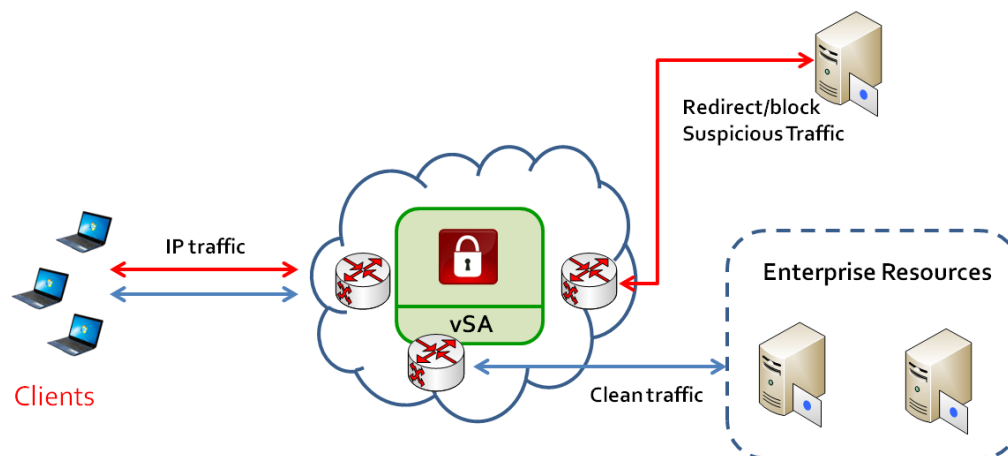 Redirect/block
Suspicious Traffic
IP traffic
Enterprise Resources
vSA
Clients
Clean traffic